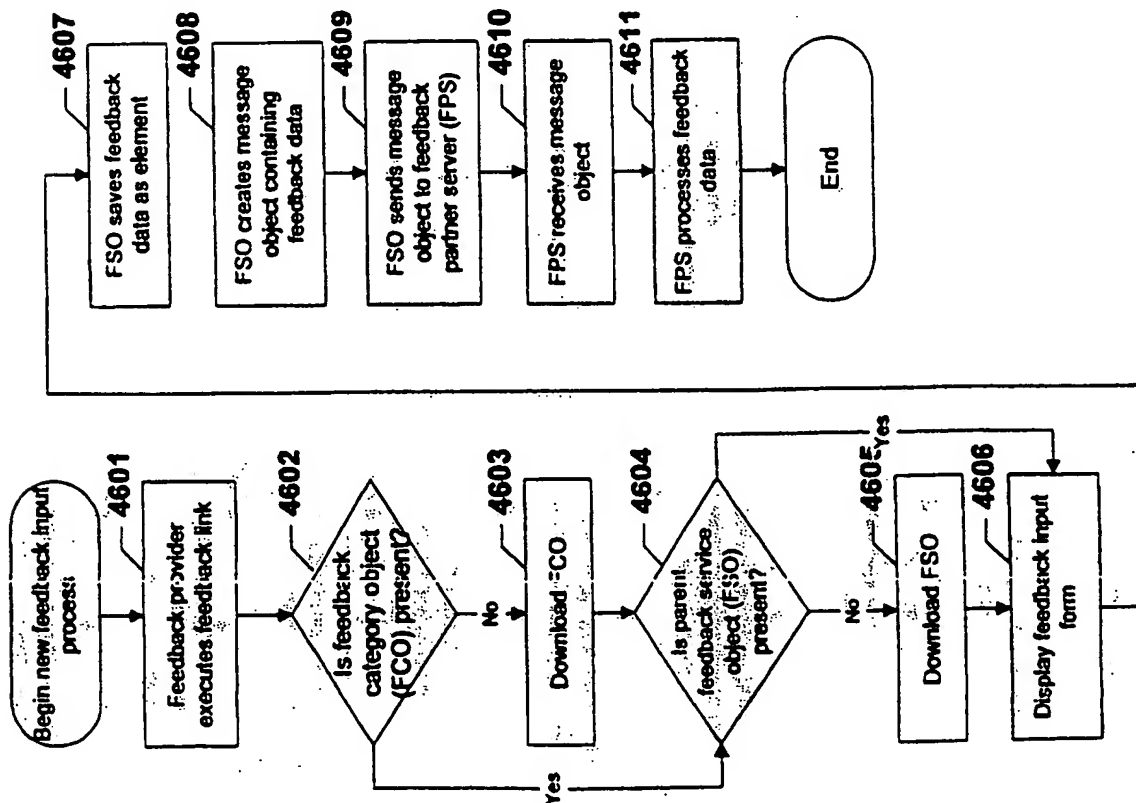 Begin new feedback input
process
4601
Feedback provider
executes feedback link
4602
Is feedback
category object
(FCO) present?
No
Yes
4603
Download FCO
4604
Is parent
feedback service
object (FSO)
present?
No
Yes
4605
Download FSO
4606
Display feedback input
form
4607
FSO saves feedback
data as element
4608
FSO creates message
object containing
feedback data
4609
FSO sends message
object to feedback
partner server (FPS)
4610
FPS receives message
object
4611
FPS processes feedback
data
End